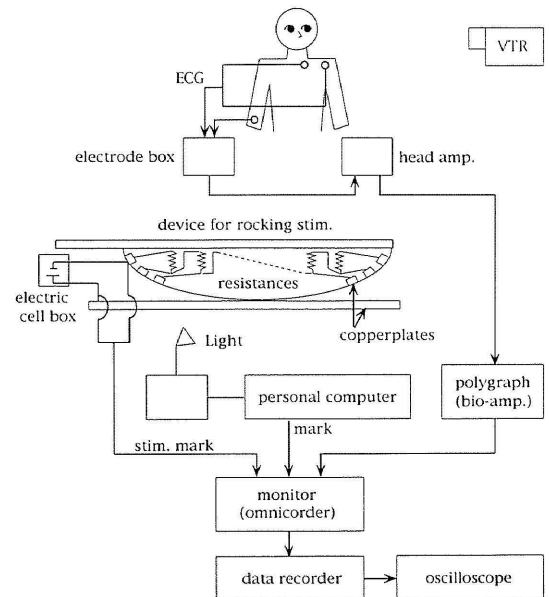 VTR
ECG
electrode box
head amp.
device for rocking stim.
resistances
electric
cell box
copperplates
Light
personal computer
polygraph
(bio-amp.)
mark
stim. mark
monitor
(omnicorder)
data recorder
oscilloscope